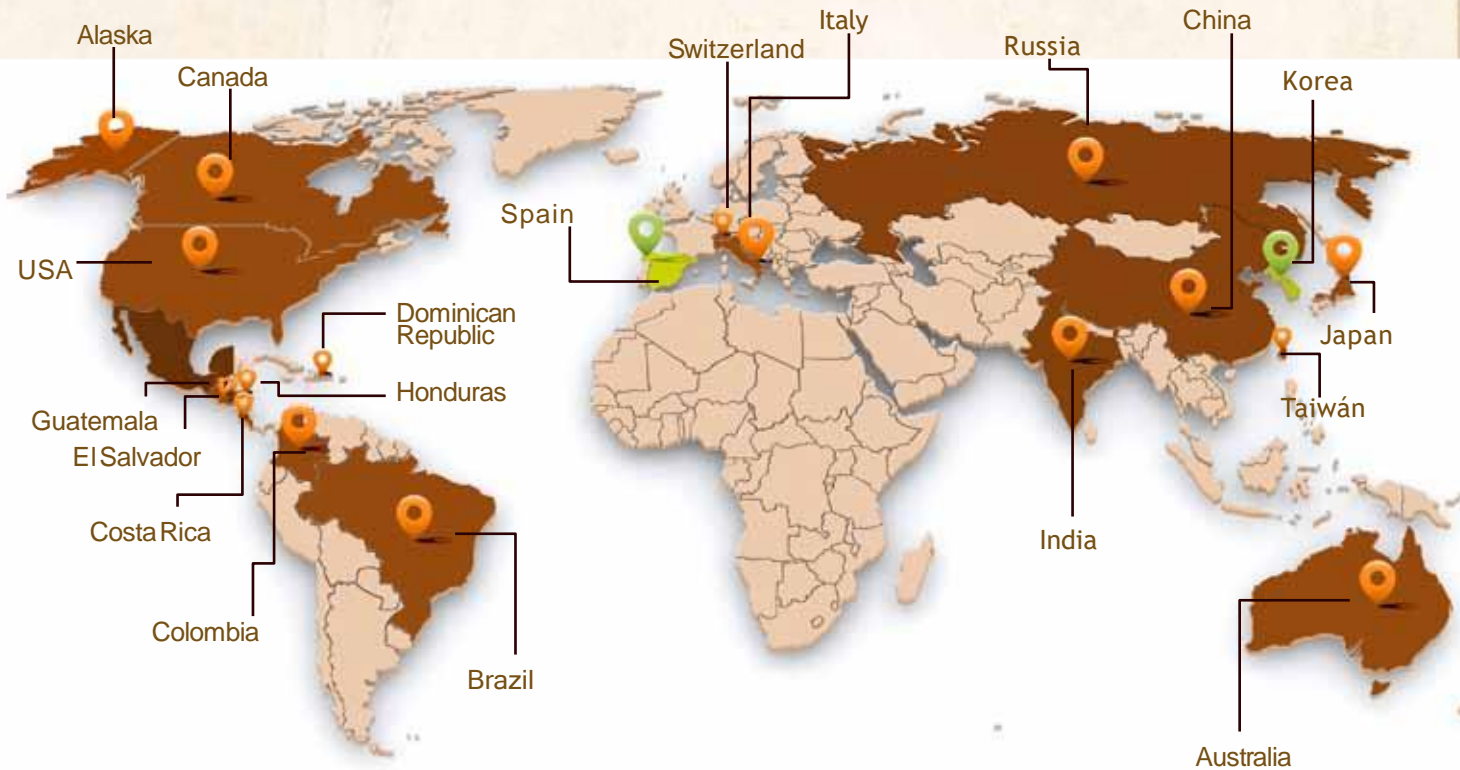 Italy
China
Alaska
Switzerland
Russia
Canada
Korea
Spain
USA
Dominican
Republic
Japan
Honduras
Guatemala
Taiwán
El Salvador
Costa Rica
India
Colombia
Brazil
Australia